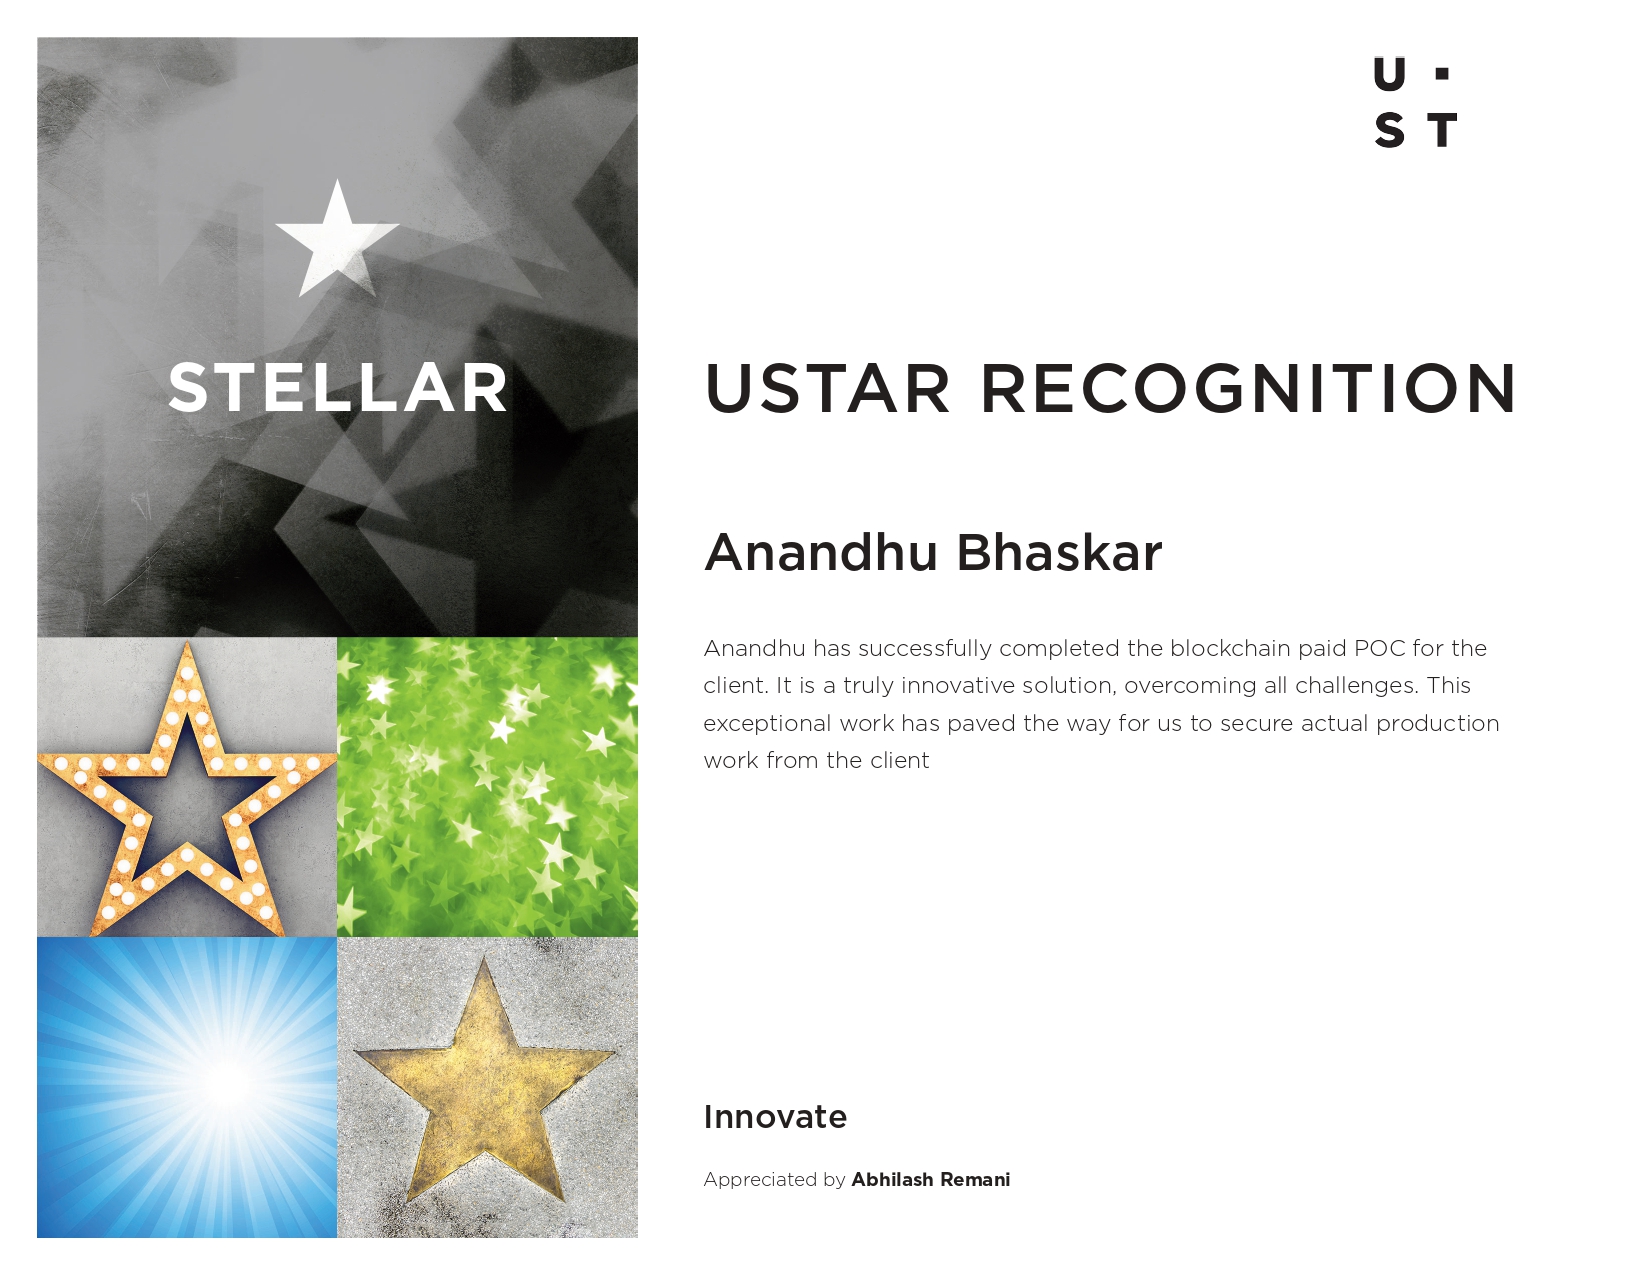 U ·
S T
STELLAR
USTAR RECOGNITION
Anandhu Bhaskar
Anandhu has successfully completed the blockchain paid POC for the
client. It is a truly innovative solution, overcoming all challenges. This
exceptional work has paved the way for us to secure actual production
work from the client
Innovate
Appreciated by Abhilash Remani